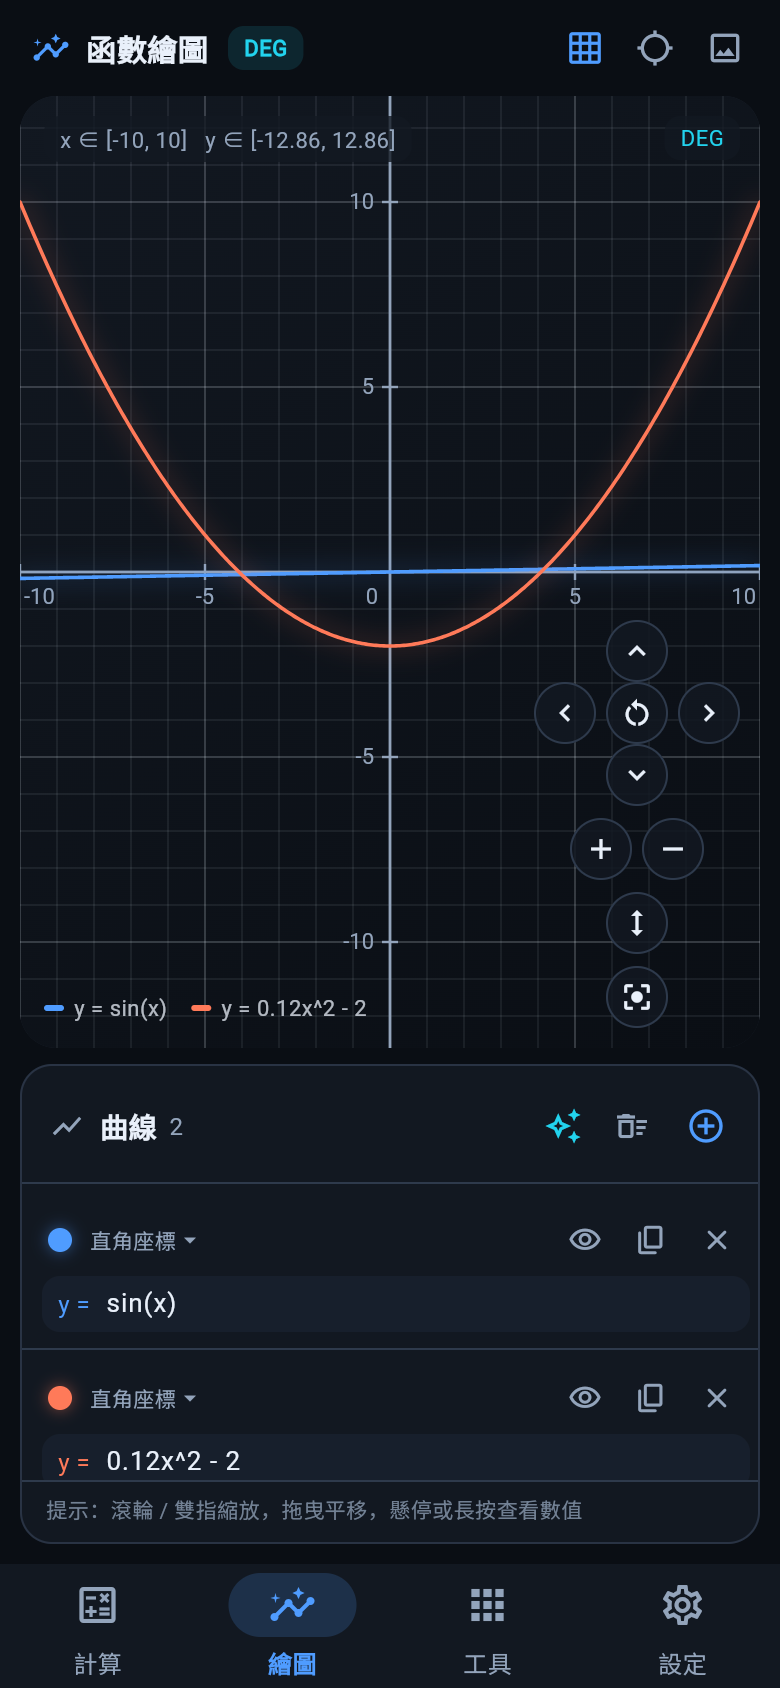 函數繪圖 DEG
x ∈ [-10, 10] y ∈ [-12.86, 12.86] DEG
10
5
-10 -5 0 5 10
-5
-10
y = sin(x) y = 0.12x^2 - 2
曲線 2
直角座標
y = sin(x)
直角座標
y = 0.12x^2 - 2
提示：滾輪 / 雙指縮放，拖曳平移，懸停或長按查看數值
計算 繪圖 工具 設定